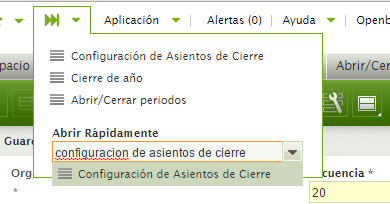 Aplicación Alertas (0) Ayuda Openb
Configuración de Asientos de Cierre
Cierre de año
Abrir/Cerrar periodos
pacio
Abrir/Cerr
Abrir Rápidamente
Guar
configuracion de asientos de cierre
Org
cuencia *
Configuración de Asientos de Cierre
*
20